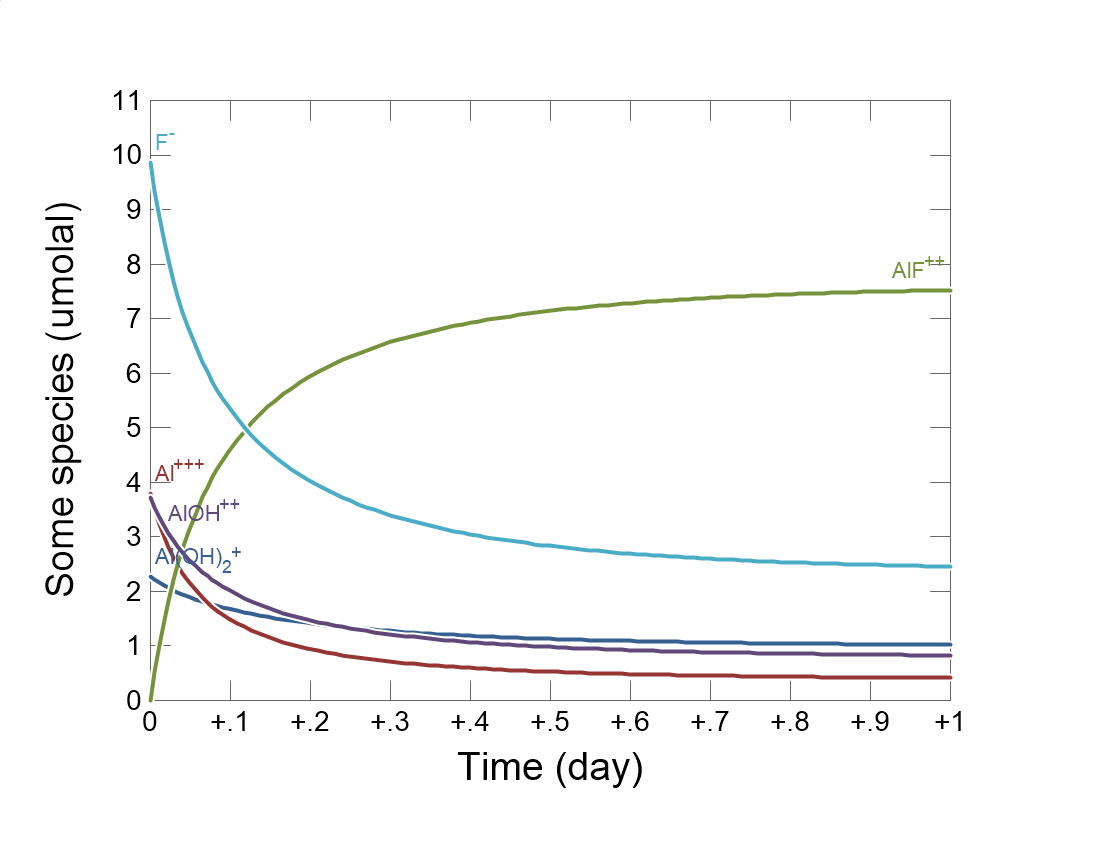 11
F-
10
9
8
AlF++
7
6
5
Al+++
4
AlOH++
3
Al(OH)2+
2
1
0
0 +.1 +.2 +.3 +.4 +.5 +.6 +.7 +.8 +.9 +1
Time (day)
Some species (umolal)